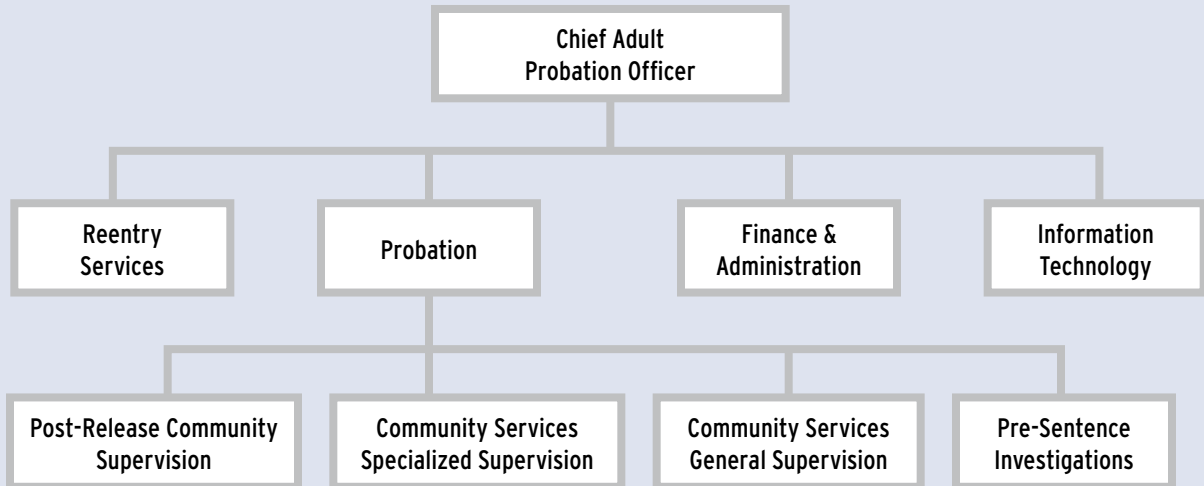 Chief Adult
Probation Officer
Reentry
Services
Probation
Finance &
Administration
Information
Technology
Post-Release Community
Supervision
Community Services
Specialized Supervision
Community Services
General Supervision
Pre-Sentence
Investigations